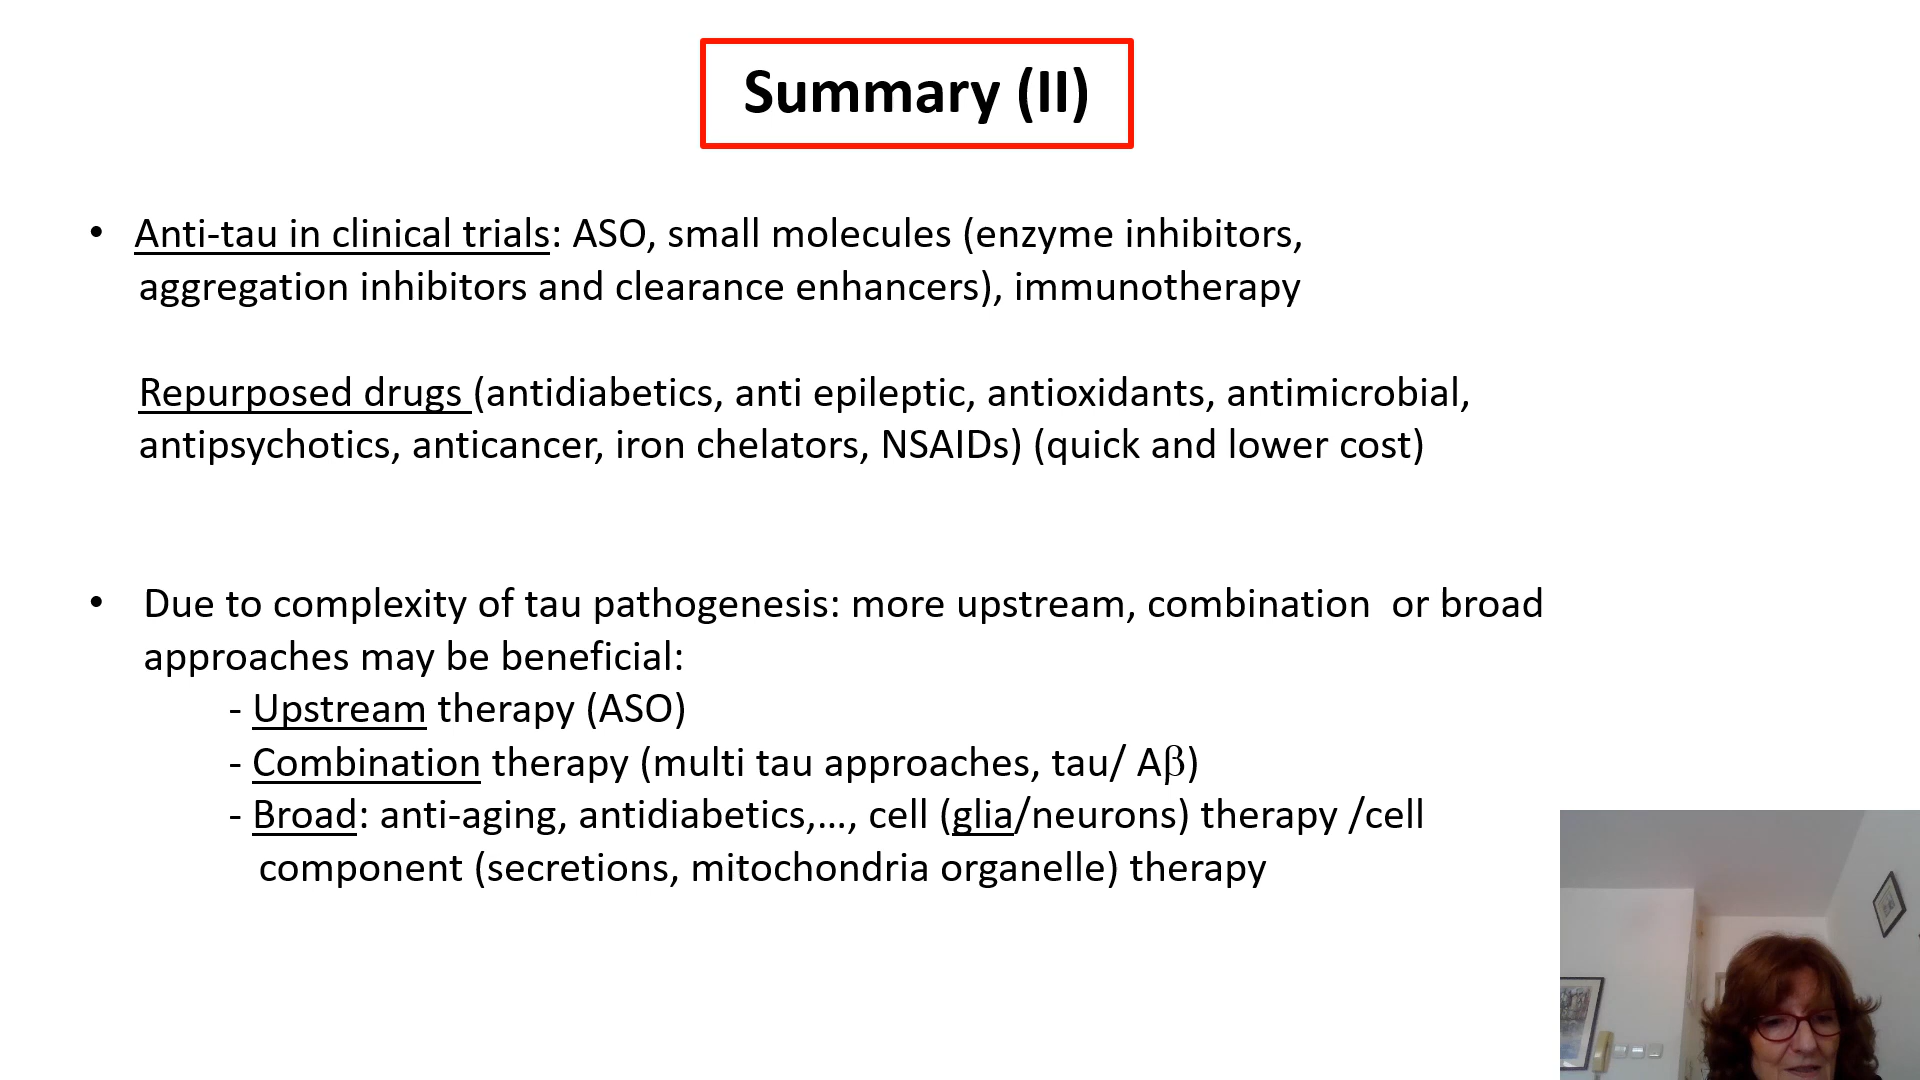 Summary (II)
• Anti-tau in clinical trials: ASO, small molecules (enzyme inhibitors,
aggregation inhibitors and clearance enhancers), immunotherapy
Repurposed drugs (antidiabetics, anti epileptic, antioxidants, antimicrobial,
antipsychotics, anticancer, iron chelators, NSAIDs) (quick and lower cost)
• Due to complexity of tau pathogenesis: more upstream, combination  or broad
approaches may be beneficial:
- Upstream therapy (ASO)
- Combination therapy (multi tau approaches, tau/ Aβ)
- Broad: anti-aging, antidiabetics,..., cell (glia/neurons) therapy /cell
component (secretions, mitochondria organelle) therapy